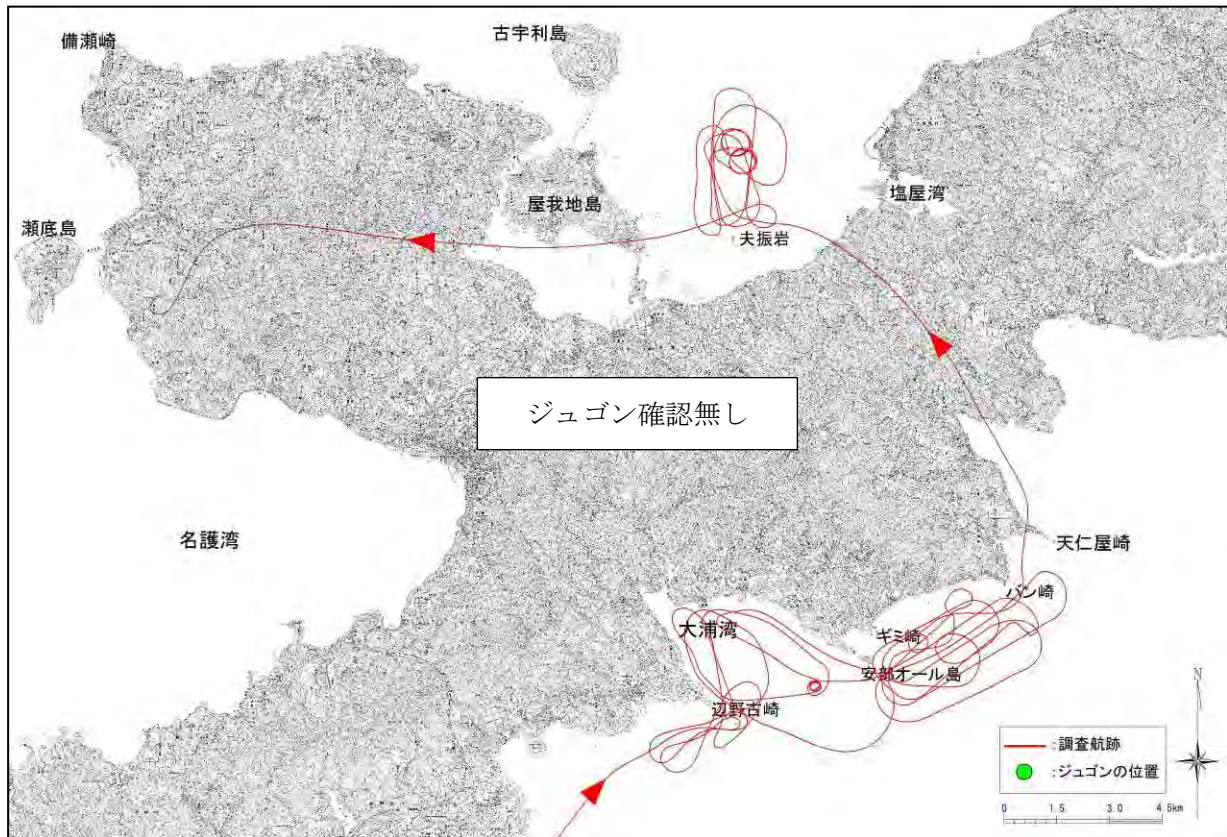 備瀬崎
古宇利島
瀬底島
屋我地島
塩屋湾
夫振岩
ジュゴン確認無し
名護湾
天仁屋崎
バン崎
大浦湾
ギミ崎
安部オール島
辺野古崎
N
:調査航跡
:ジュゴンの位置
0 1.5 3.0 4.5km